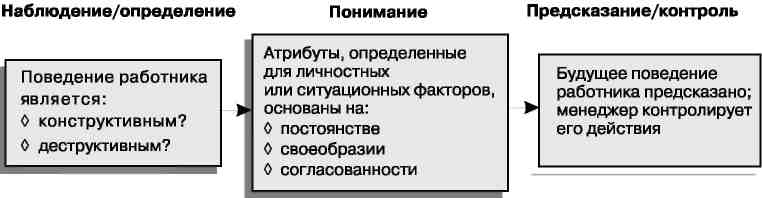 Наблюдение/определение
Понимание
Предсказание/контроль
Поведение работника
является:
◊ конструктивным?
◊ деструктивным?
Атрибуты, определенные
для личностных
или ситуационных факторов,
основаны на:
◊ постоянстве
◊ своеобразии
◊ согласованности
Будущее поведение
работника предсказано;
менеджер контролирует
его действия